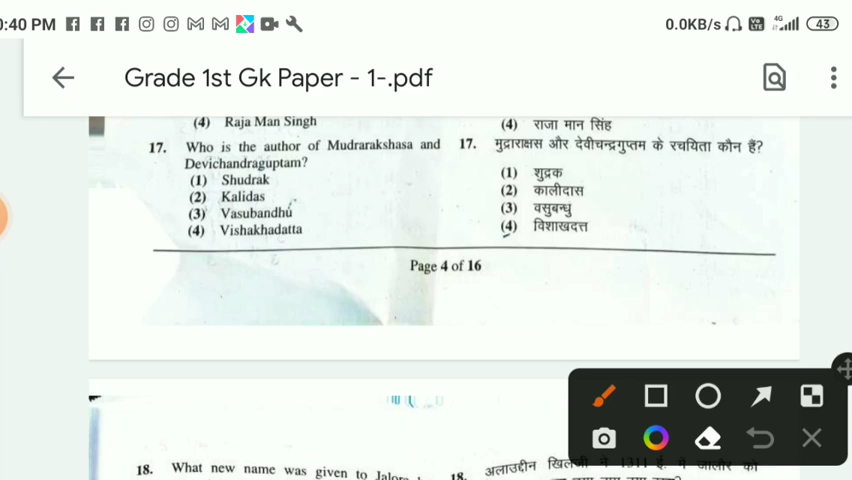 0:40 PM 0.0KB/s 4G 43
Grade 1st Gk Paper - 1-.pdf
(4) Raja Man Singh
17. Who is the author of Mudrarakshasa and
Devichandraguptam?
(1) Shudrak
(2) Kalidas
(3) Vasubandhu
(4) Vishakhadatta
(4) राजा मान सिंह
17. मुद्राराक्षस और देवीचन्द्रगुप्तम के रचयिता कौन हैं?
(1) शुद्रक
(2) कालीदास
(3) वसुबन्धु
(4) विशाखदत्त
Page 4 of 16
18. What new name was given to Jalore
18. अलाउद्दीन खिलजी ने 1311 ई. में जालौर को